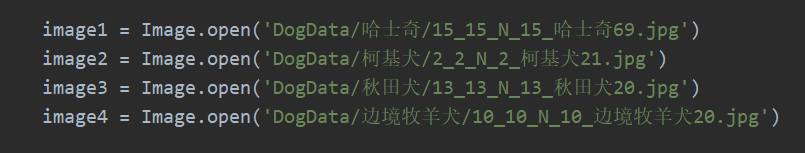 image1 = Image.open('DogData/哈士奇/15_15_N_15_哈士奇69.jpg')
image2 = Image.open('DogData/柯基犬/2_2_N_2_柯基犬21.jpg')
image3 = Image.open('DogData/秋田犬/13_13_N_13_秋田犬20.jpg')
image4 = Image.open('DogData/边境牧羊犬/10_10_N_10_边境牧羊犬20.jpg')